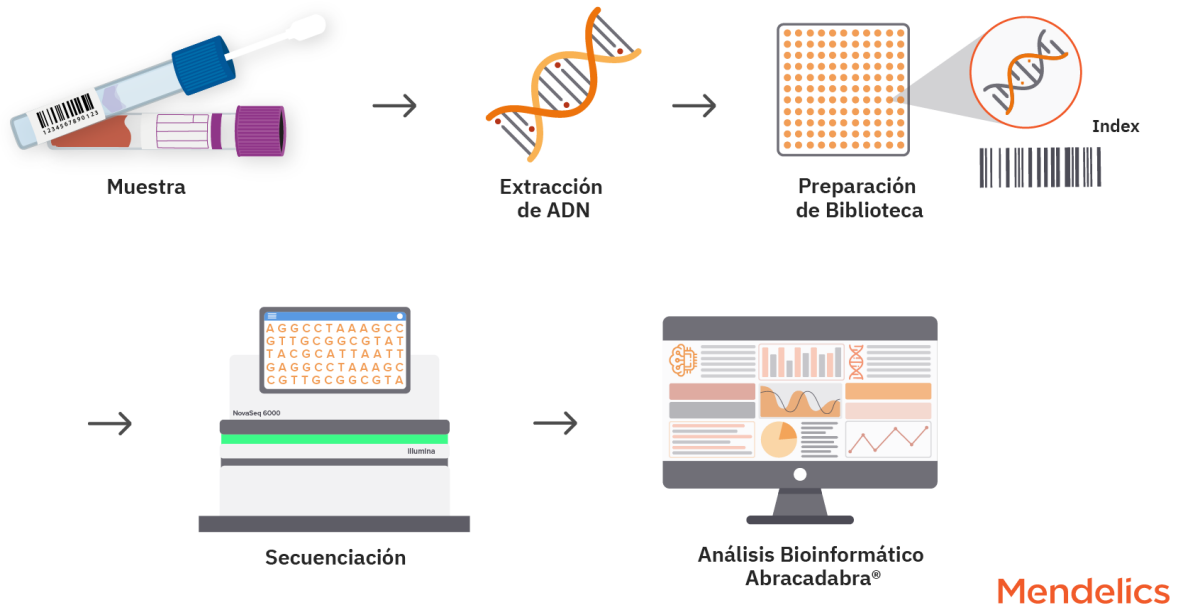 1234567890123
Muestra
Extracción
de ADN
Preparación
de Biblioteca
Index
AGGCCTAAAGCC
GTTGCGGCGTAT
TACGCATTAATT
GAGGCCTAAAGC
CGTTGCGGCGTA
NovaSeq 6000
illumina
Secuenciación
Análisis Bioinformático
Abracadabra®
Mendelics